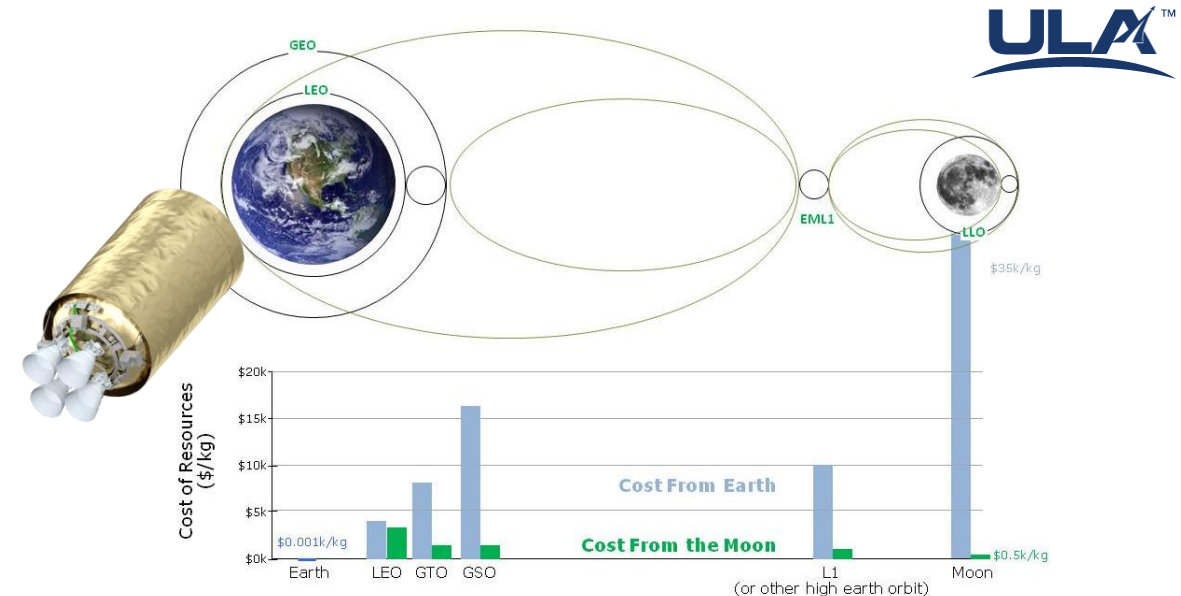 ULA™
GEO
LEO
EML1
LLO
$35k/kg
Cost of Resources
($/kg)
$20k
$15k
$10k
$5k
$0k
Cost From Earth
Cost From the Moon
$0.001k/kg
$0.5k/kg
Earth
LEO
GTO
GSO
L1
(or other high earth orbit)
Moon